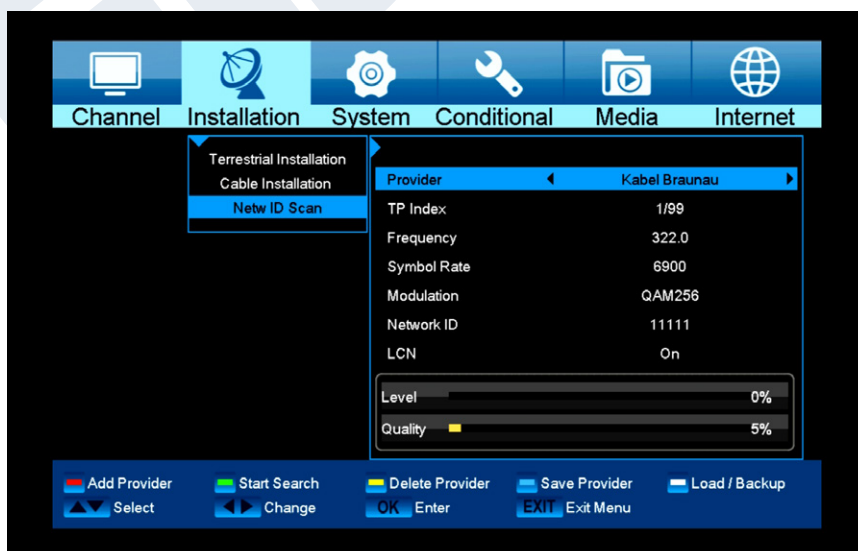 Channel Installation System Conditional Media Internet
Terrestrial Installation
Cable Installation
Netw ID Scan
Provider Kabel Braunau
TP Index 1/99
Frequency 322.0
Symbol Rate 6900
Modulation QAM256
Network ID 11111
LCN On
Level 0%
Quality 5%
Add Provider Start Search Delete Provider Save Provider Load / Backup
Select Change OK Enter EXIT Exit Menu